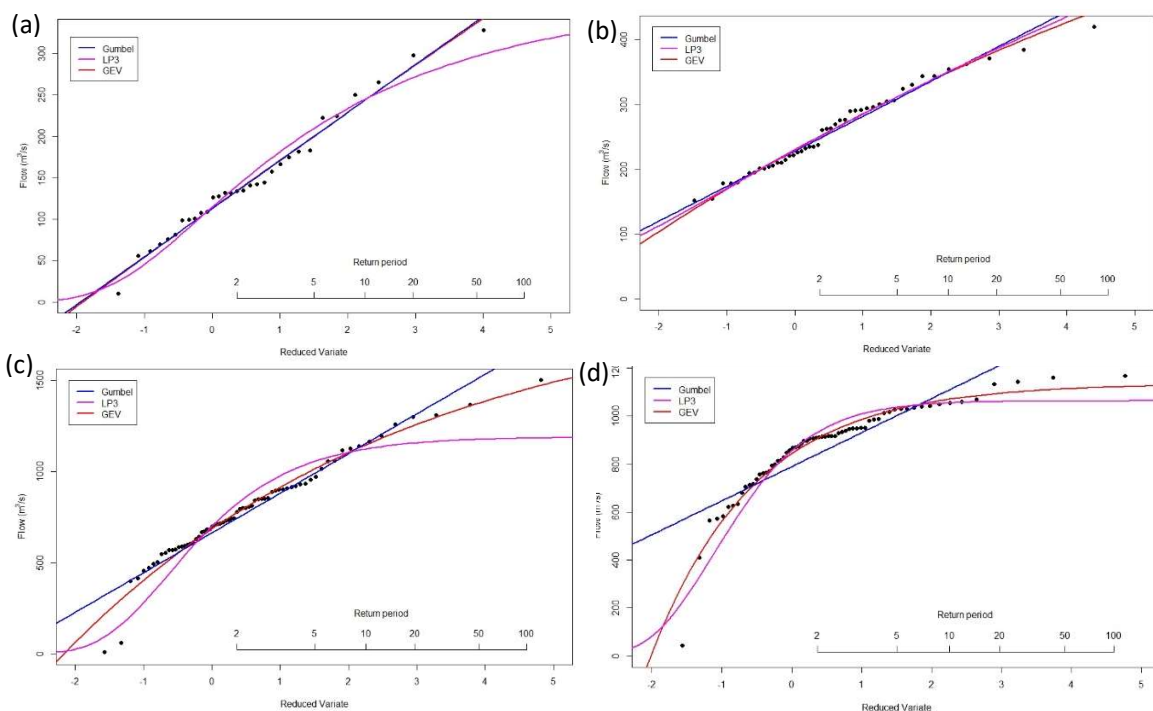 (a)
Gumbel
LP3
GEV
Flow (m³/s)
0 50 100 150 200 250 300
Return period
2 5 10 20 50 100
-2 -1 0 1 2 3 4 5
Reduced Variate
(b)
Gumbel
LP3
GEV
Flow (m³/s)
0 100 200 300 400
Return period
2 5 10 20 50 100
-2 -1 0 1 2 3 4 5
Reduced Variate
(c)
Gumbel
LP3
GEV
Flow (m³/s)
0 500 1000 1500
Return period
2 5 10 20 50 100
-2 -1 0 1 2 3 4 5
Reduced Variate
(d)
Gumbel
LP3
GEV
Flow (m³/s)
0 200 400 600 800 1000
Return period
2 5 10 20 50 100
-2 -1 0 1 2 3 4 5
Reduced Variate